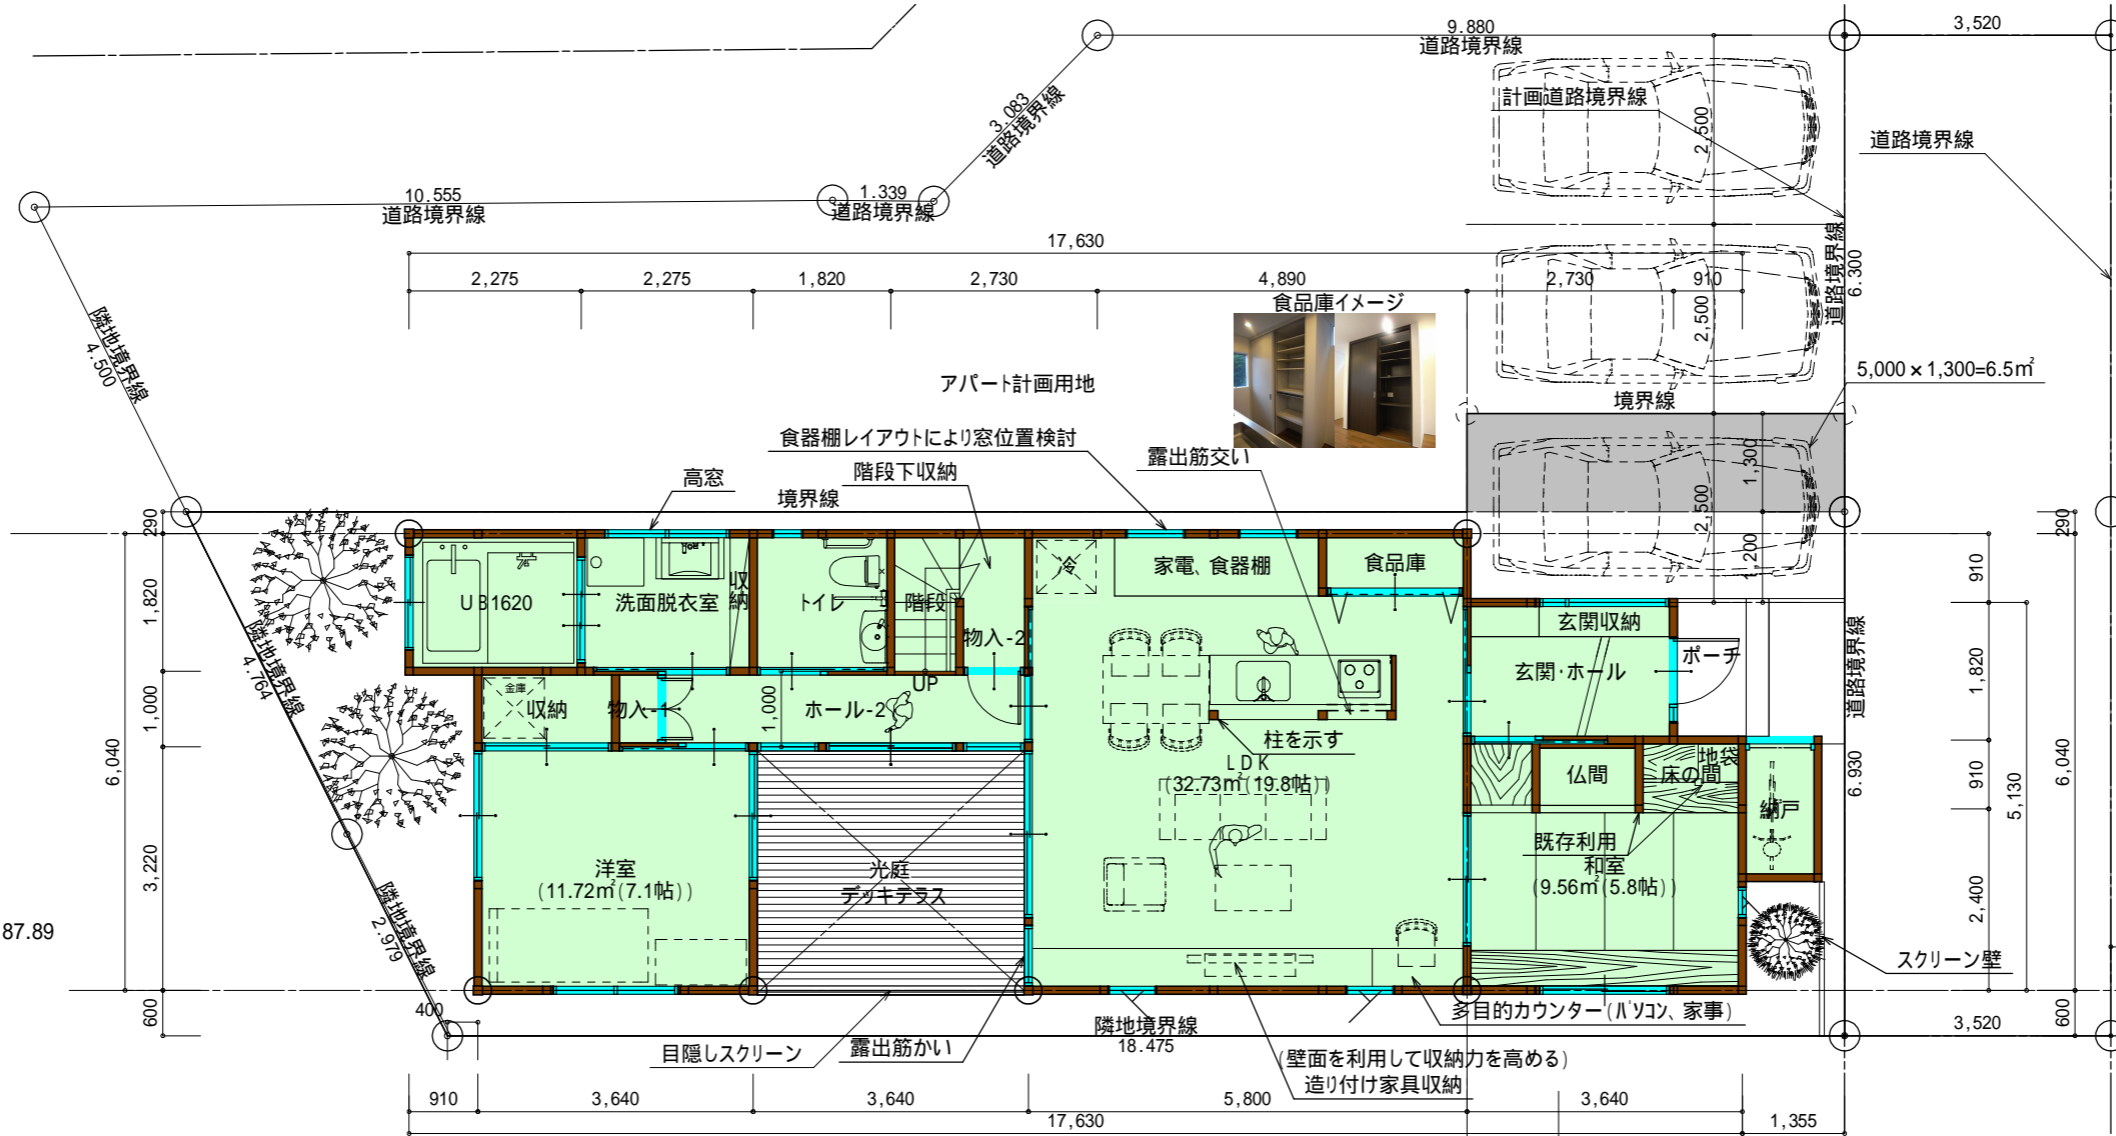 9.880
道路境界線
3,520
3.083
道路境界線
計画道路境界線
2,500
道路境界線
10.555
道路境界線
1.339
道路境界線
17,630
道路境界線
6.300
2,275
2,275
1,820
2,730
4,890
2,730
910
食品庫イメージ
2,500
隣地境界線
4.500
アパート計画用地
5,000×1,300=6.5㎡
境界線
食器棚レイアウトにより窓位置検討
露出筋交い
階段下収納
高窓
境界線
1,300
2,500
1,200
290
290
冷
家電、食器棚
食品庫
UB1620
洗面脱衣室
収納
トイレ
階段
物入-2
玄関収納
玄関・ホール
ポーチ
1,820
910
隣地境界線
4.764
道路境界線
6.930
1,820
金庫
収納
物入-1
1,000
ホール-2
UP
1,000
柱を示す
LDK
(32.73㎡(19.8帖))
仏間
床の間
地袋
納戸
6,040
910
5,130
6,040
既存利用
和室
(9.56㎡(5.8帖))
洋室
(11.72㎡(7.1帖))
光庭
デッキテラス
3,220
2,400
87.89
隣地境界線
2.979
スクリーン壁
600
400
多目的カウンター(パソコン、家事)
600
3,520
隣地境界線
18.475
目隠しスクリーン
露出筋かい
(壁面を利用して収納力を高める)
造り付け家具収納
910
3,640
3,640
5,800
3,640
17,630
1,355